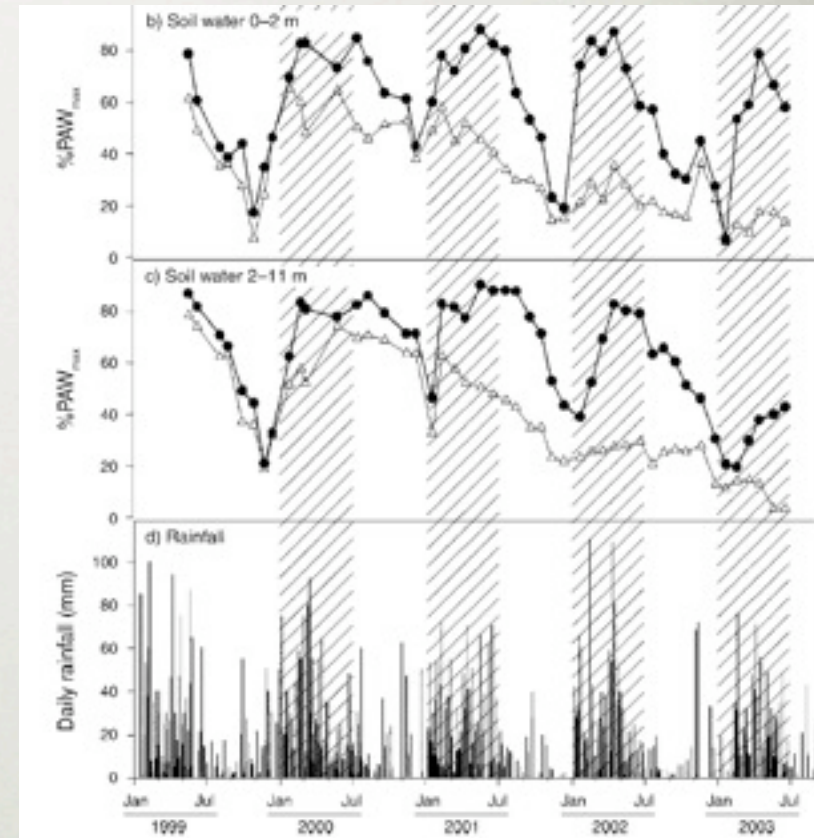 b) Soil water 0–2 m
%PAWmax
80
60
40
20
0
c) Soil water 2–11 m
%PAWmax
80
60
40
20
0
d) Rainfall
Daily rainfall (mm)
100
80
60
40
20
0
Jan Jul Jan Jul Jan Jul Jan Jul Jan Jul
1999 2000 2001 2002 2003